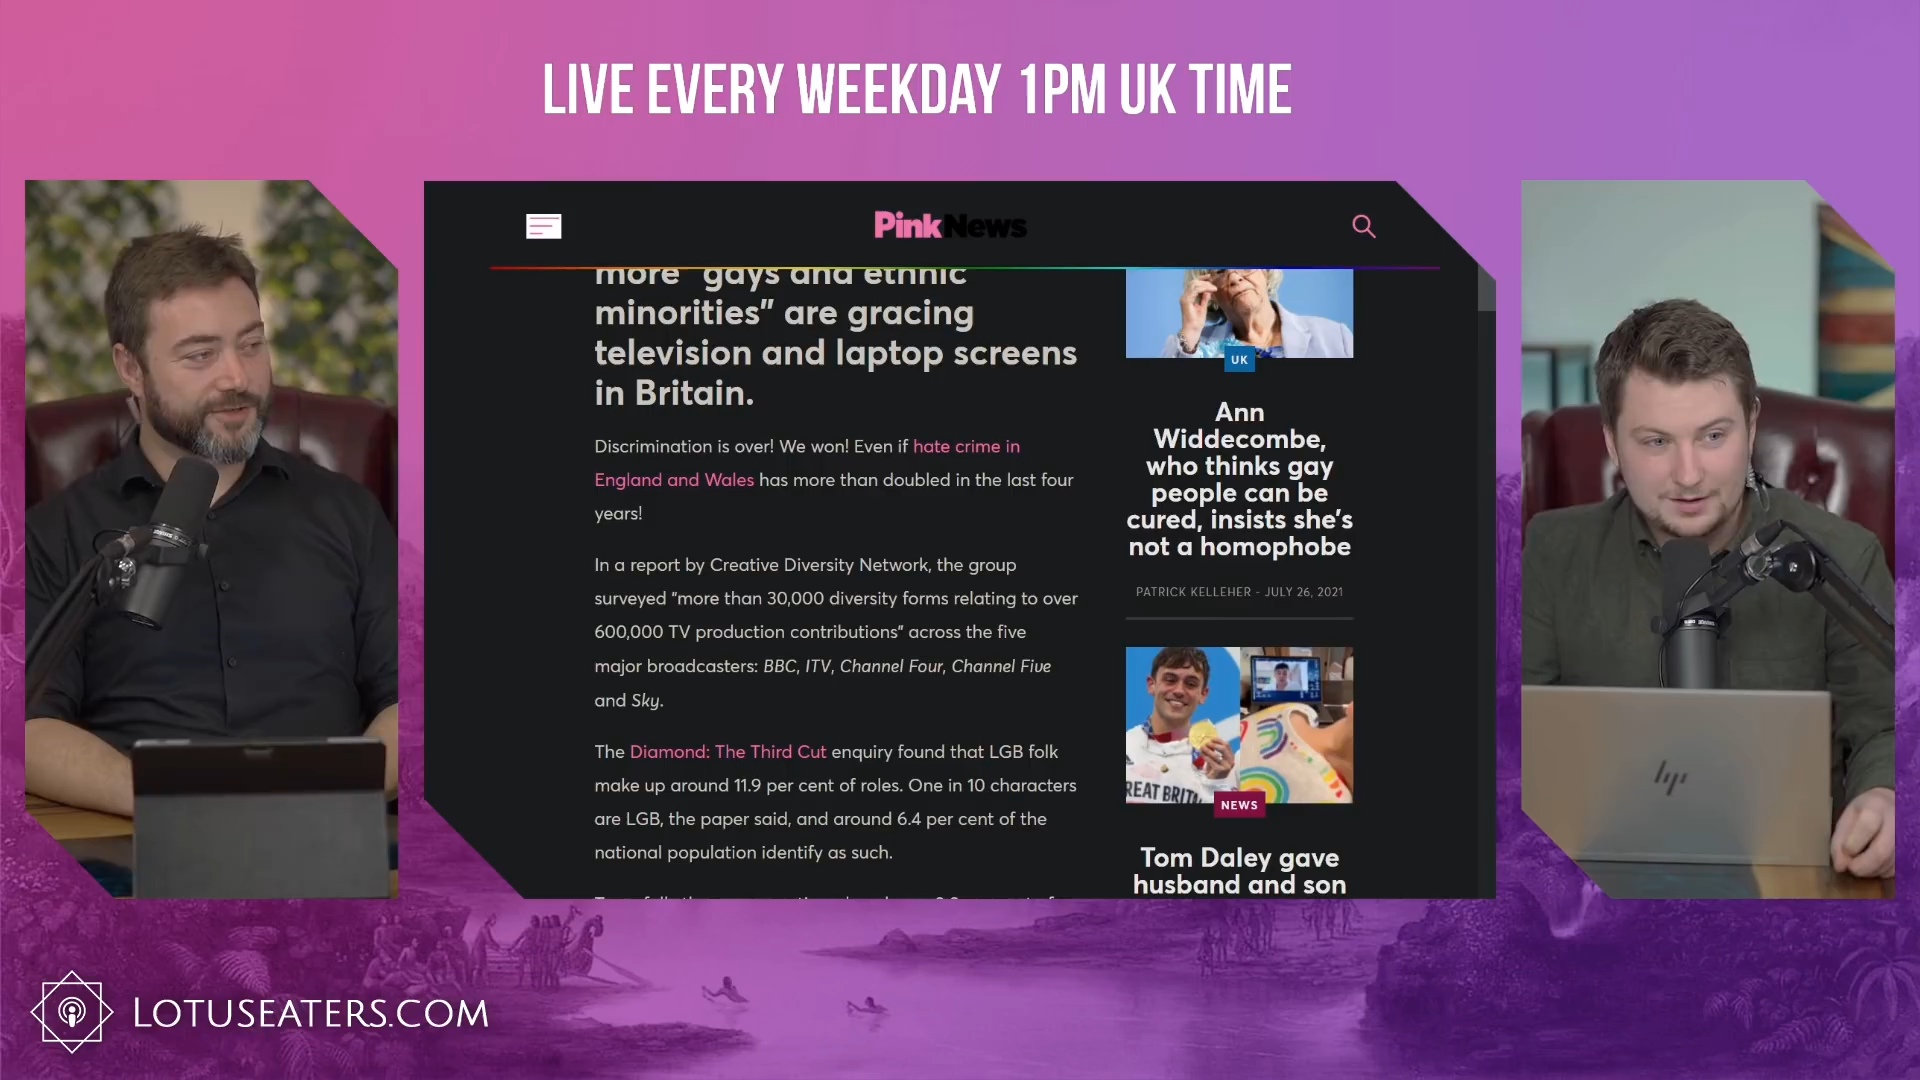 LIVE EVERY WEEKDAY 1PM UK TIME
PinkNews
more "gays and ethnic
minorities" are gracing
television and laptop screens
in Britain.
Discrimination is over! We won! Even if hate crime in
England and Wales has more than doubled in the last four
years!
In a report by Creative Diversity Network, the group
surveyed "more than 30,000 diversity forms relating to over
600,000 TV production contributions" across the five
major broadcasters: BBC, ITV, Channel Four, Channel Five
and Sky.
The Diamond: The Third Cut enquiry found that LGB folk
make up around 11.9 per cent of roles. One in 10 characters
are LGB, the paper said, and around 6.4 per cent of the
national population identify as such.
UK
Ann
Widdecombe,
who thinks gay
people can be
cured, insists she's
not a homophobe
PATRICK KELLEHER - JULY 26, 2021
NEWS
Tom Daley gave
husband and son
hp
LOTUSEATERS.COM